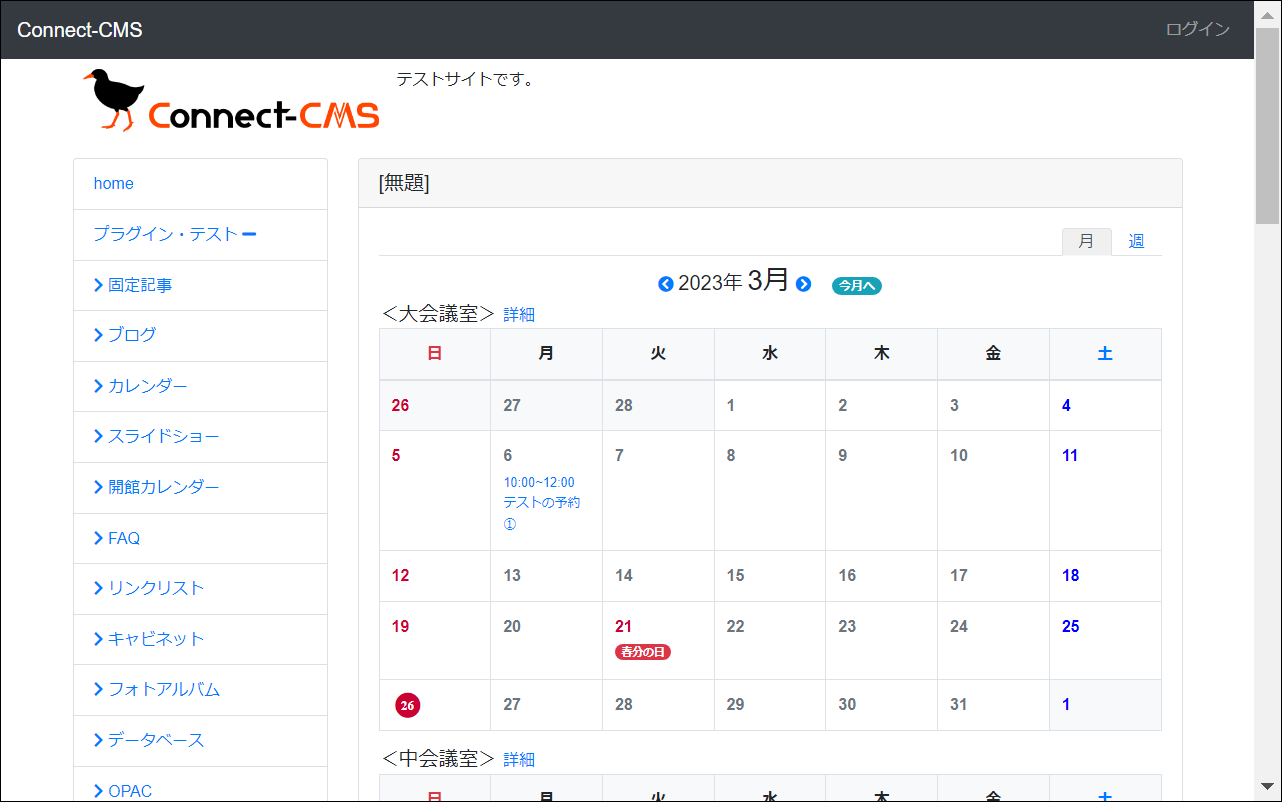 Connect-CMS
ログイン
Connect-CMS
テストサイトです。
home
プラグイン・テスト
固定記事
ブログ
カレンダー
スライドショー
開館カレンダー
FAQ
リンクリスト
キャビネット
フォトアルバム
データベース
OPAC
[無題]
月 週
2023年 3月 今月へ
＜大会議室＞ 詳細
日 月 火 水 木 金 土
26 27 28 1 2 3 4
5 6 7 8 9 10 11
10:00~12:00
テストの予約
①
12 13 14 15 16 17 18
19 20 21 22 23 24 25
春分の日
26 27 28 29 30 31 1
＜中会議室＞ 詳細
日 月 火 水 木 金 土